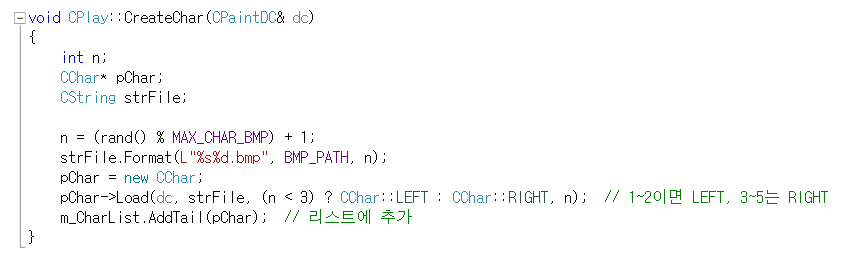 void CPlay::CreateChar(CPaintDC& dc)
{
    int n;
    CChar* pChar;
    CString strFile;

    n = (rand() % MAX_CHAR_BMP) + 1;
    strFile.Format(L"%s%d.bmp", BMP_PATH, n);
    pChar = new CChar;
    pChar->Load(dc, strFile, (n < 3) ? CChar::LEFT : CChar::RIGHT, n);  // 1~2이면 LEFT, 3~5는 RIGHT
    m_CharList.AddTail(pChar);  // 리스트에 추가
}